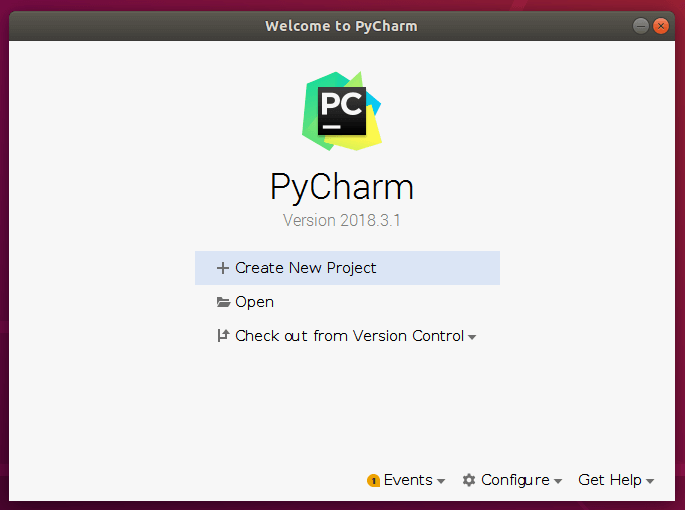 Welcome to PyCharm
PC
PyCharm
Version 2018.3.1
Create New Project
Open
Check out from Version Control
1 Events Configure Get Help